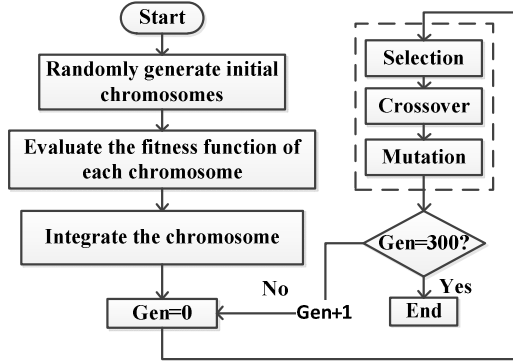 Start
Randomly generate initial
chromosomes
Evaluate the fitness function of
each chromosome
Integrate the chromosome
Gen=0
Selection
Crossover
Mutation
Gen=300?
No
Gen+1
Yes
End